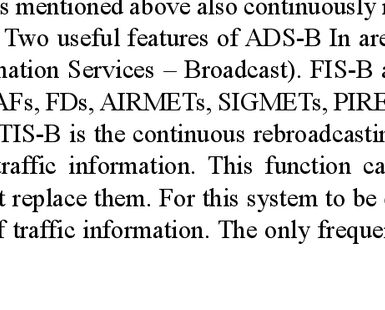 s mentioned above also continuously
Two useful features of ADS-B In are
nation Services – Broadcast). FIS-B a
AFs, FDs, AIRMETs, SIGMETs, PIRE
TIS-B is the continuous rebroadcastin
traffic information. This function ca
t replace them. For this system to be
f traffic information. The only freque